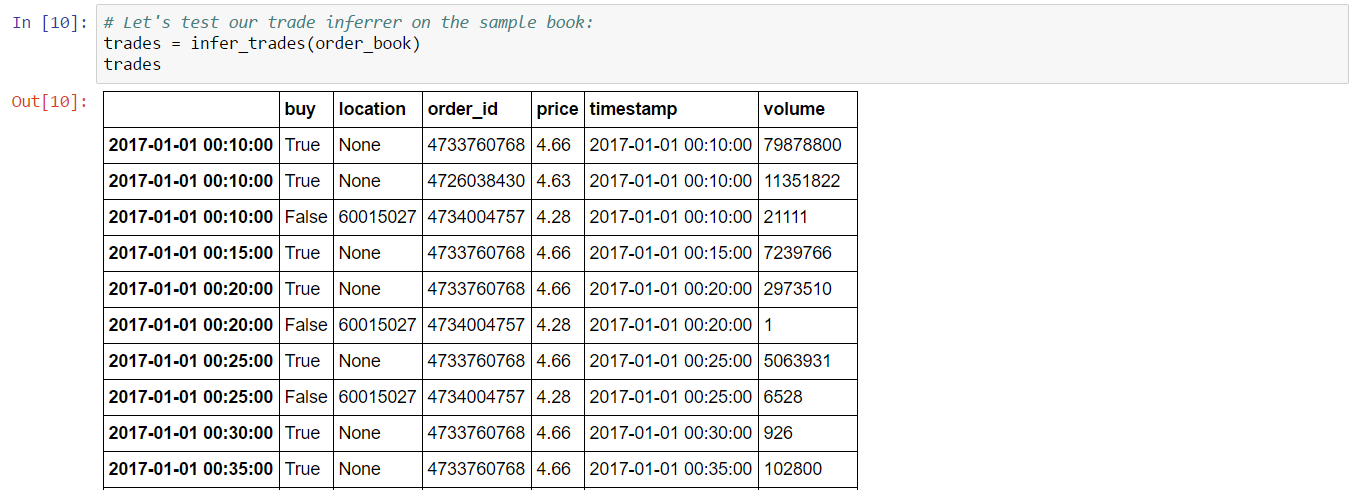 In [10]: # Let's test our trade inferrer on the sample book:
trades = infer_trades(order_book)
trades
Out[10]:
buy location order_id price timestamp volume
2017-01-01 00:10:00 True None 4733760768 4.66 2017-01-01 00:10:00 79878800
2017-01-01 00:10:00 True None 4726038430 4.63 2017-01-01 00:10:00 11351822
2017-01-01 00:10:00 False 60015027 4734004757 4.28 2017-01-01 00:10:00 21111
2017-01-01 00:15:00 True None 4733760768 4.66 2017-01-01 00:15:00 7239766
2017-01-01 00:20:00 True None 4733760768 4.66 2017-01-01 00:20:00 2973510
2017-01-01 00:20:00 False 60015027 4734004757 4.28 2017-01-01 00:20:00 1
2017-01-01 00:25:00 True None 4733760768 4.66 2017-01-01 00:25:00 5063931
2017-01-01 00:25:00 False 60015027 4734004757 4.28 2017-01-01 00:25:00 6528
2017-01-01 00:30:00 True None 4733760768 4.66 2017-01-01 00:30:00 926
2017-01-01 00:35:00 True None 4733760768 4.66 2017-01-01 00:35:00 102800